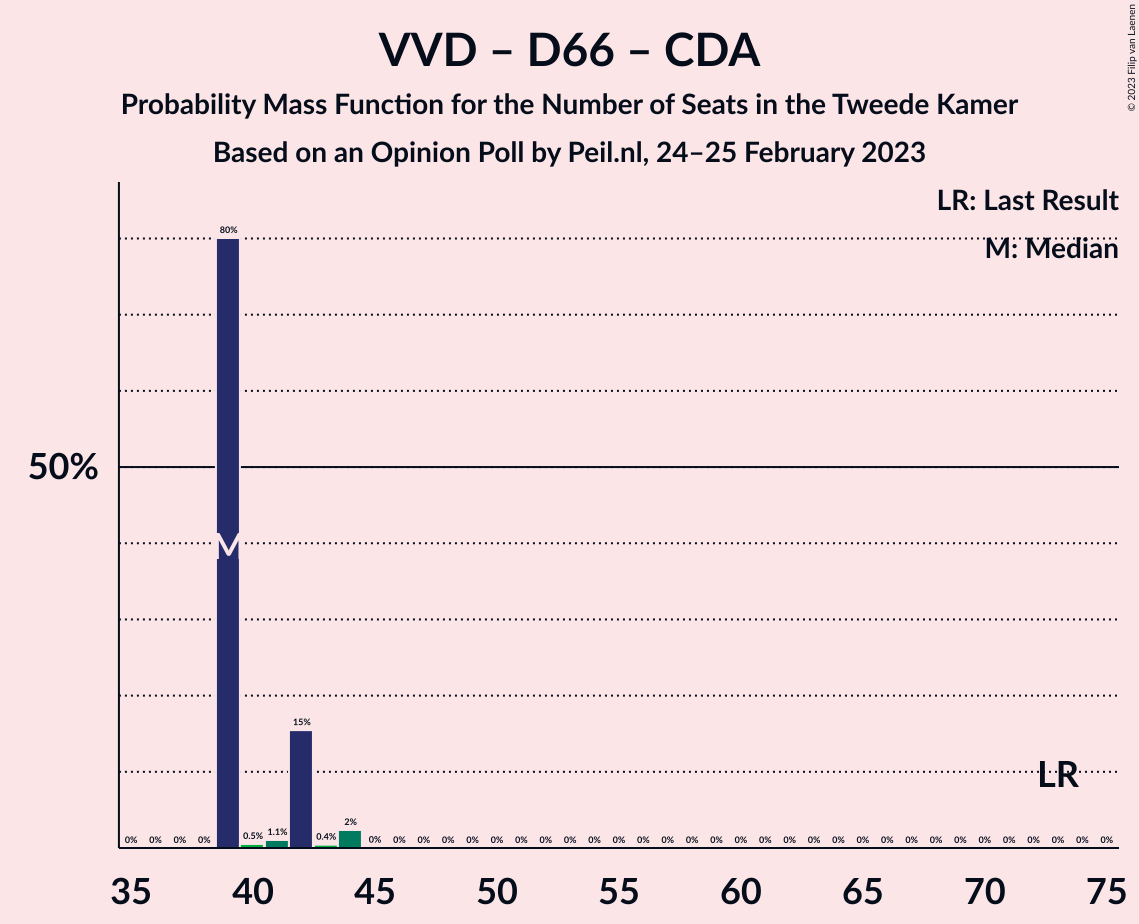 VVD – D66 – CDA
Probability Mass Function for the Number of Seats in the Tweede Kamer
Based on an Opinion Poll by Peil.nl, 24–25 February 2023
© 2023 Filip van Laenen
LR: Last Result
M: Median
80%
50%
M
15%
LR
0% 0% 0% 0% 0.5% 1.1% 0.4% 2% 0% 0% 0% 0% 0% 0% 0% 0% 0% 0% 0% 0% 0% 0% 0% 0% 0% 0% 0% 0% 0% 0% 0% 0% 0% 0% 0% 0% 0% 0% 0%
35 40 45 50 55 60 65 70 75